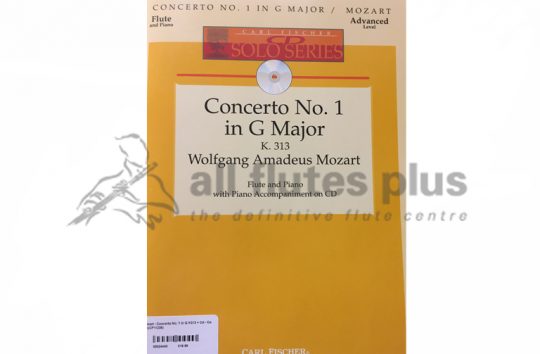 CONCERTO NO. 1 IN G MAJOR / MOZART
Flute
and Piano
Advanced
Level
CARL FISCHER
CD
SOLO SERIES
Concerto No. 1
in G Major
K. 313
Wolfgang Amadeus Mozart
Flute and Piano
with Piano Accompaniment on CD
all flutes plus
the definitive flute centre
CARL FISCHER